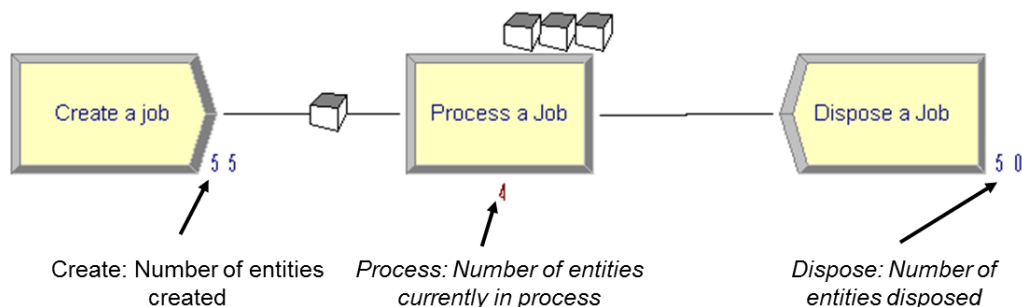 Create a job
Process a Job
Dispose a Job
5 5
4
5 0
Create: Number of entities
created
Process: Number of entities
currently in process
Dispose: Number of
entities disposed